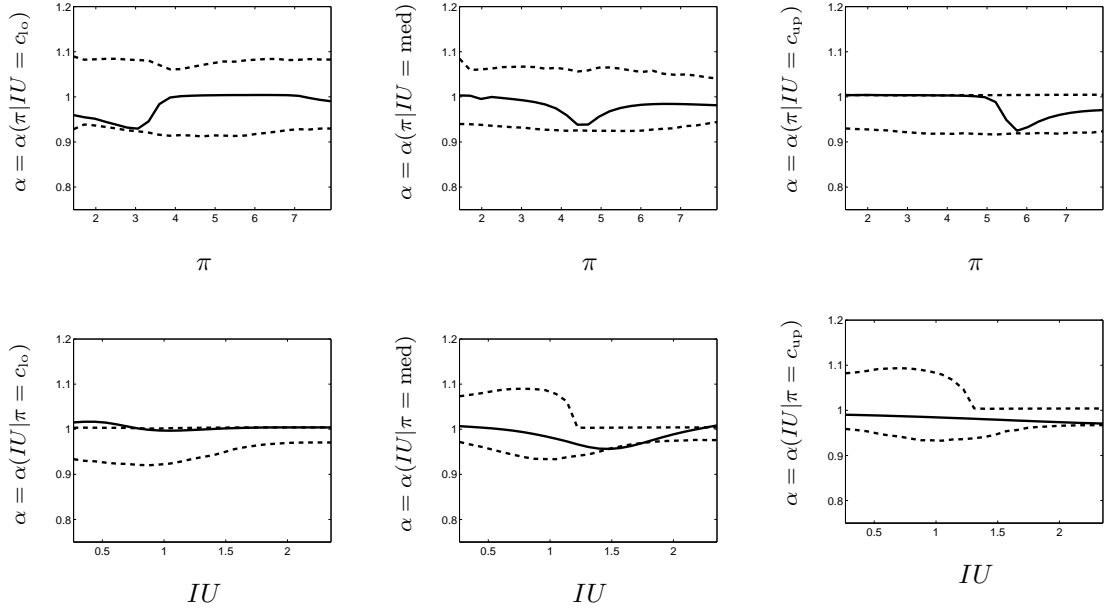 α = α(π|IU = c_lo)
1.2
1.1
1
0.9
0.8
2 3 4 5 6 7
π
α = α(π|IU = med)
1.2
1.1
1
0.9
0.8
2 3 4 5 6 7
π
α = α(π|IU = c_up)
1.2
1.1
1
0.9
0.8
2 3 4 5 6 7
π
α = α(IU|π = c_lo)
1.2
1.1
1
0.9
0.8
0.5 1 1.5 2
IU
α = α(IU|π = med)
1.2
1.1
1
0.9
0.8
0.5 1 1.5 2
IU
α = α(IU|π = c_up)
1.2
1.1
1
0.9
0.8
0.5 1 1.5 2
IU